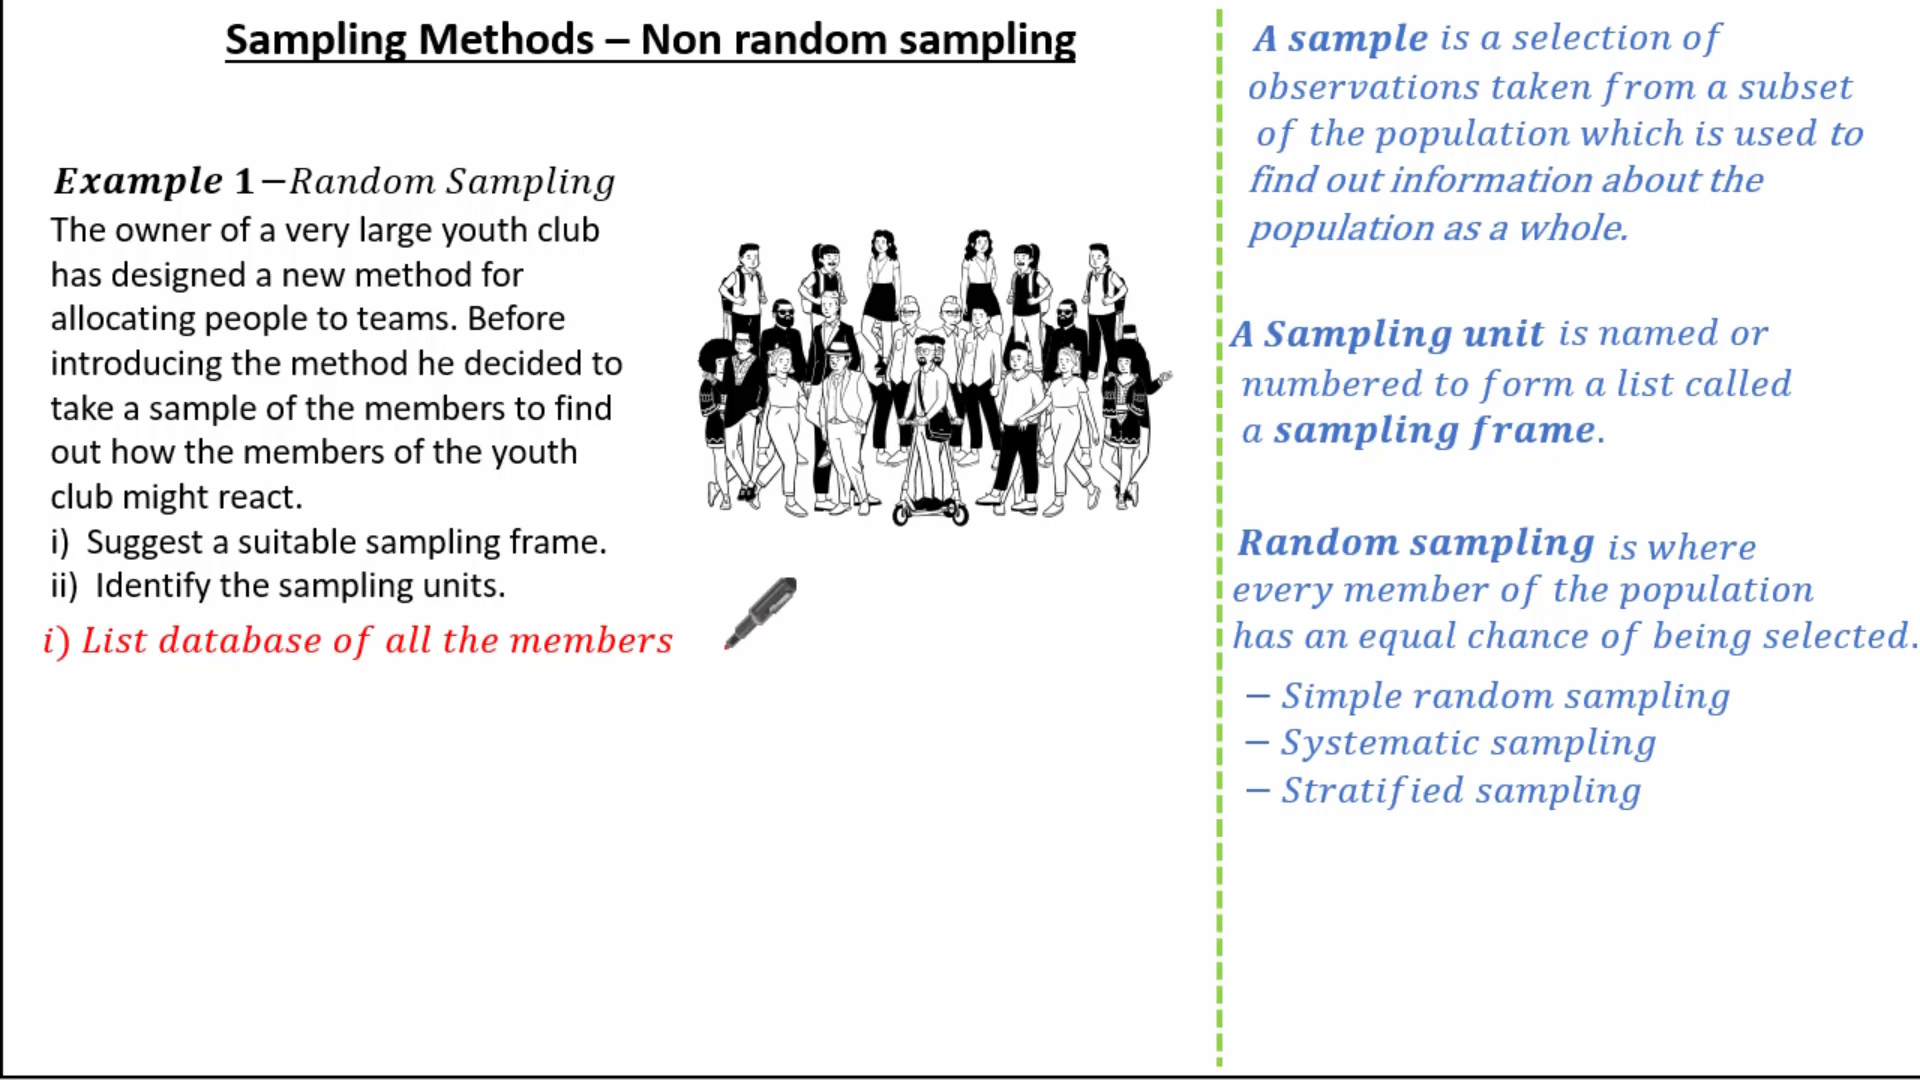 Sampling Methods – Non random sampling
Example 1–Random Sampling
The owner of a very large youth club
has designed a new method for
allocating people to teams. Before
introducing the method he decided to
take a sample of the members to find
out how the members of the youth
club might react.
i) Suggest a suitable sampling frame.
ii) Identify the sampling units.
i) List database of all the members
A sample is a selection of
observations taken from a subset
of the population which is used to
find out information about the
population as a whole.
A Sampling unit is named or
numbered to form a list called
a sampling frame.
Random sampling is where
every member of the population
has an equal chance of being selected.
– Simple random sampling
– Systematic sampling
– Stratified sampling